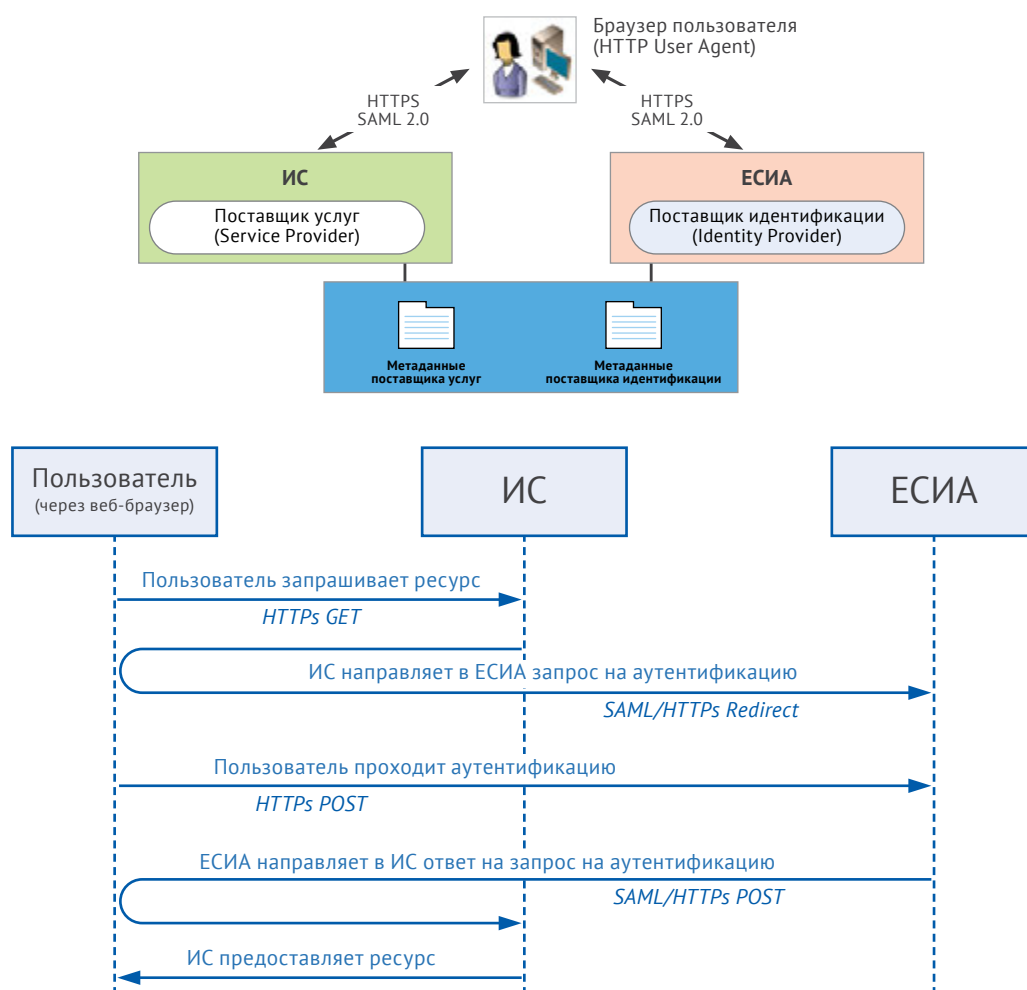 Браузер пользователя
(HTTP User Agent)
HTTPS
SAML 2.0
HTTPS
SAML 2.0
ИС
Поставщик услуг
(Service Provider)
ЕСИА
Поставщик идентификации
(Identity Provider)
Метаданные
поставщика услуг
Метаданные
поставщика идентификации
Пользователь
(через веб-браузер)
ИС
ЕСИА
Пользователь запрашивает ресурс
HTTPs GET
ИС направляет в ЕСИА запрос на аутентификацию
SAML/HTTPs Redirect
Пользователь проходит аутентификацию
HTTPs POST
ЕСИА направляет в ИС ответ на запрос на аутентификацию
SAML/HTTPs POST
ИС предоставляет ресурс